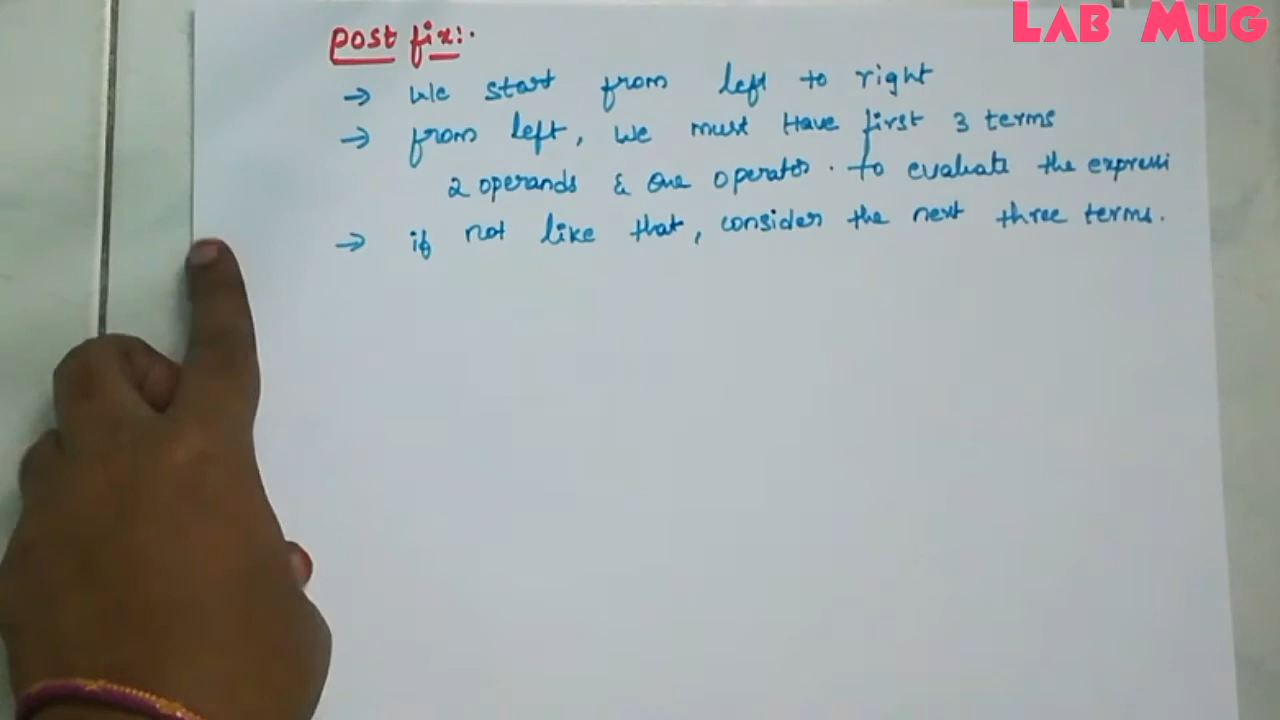 LAB MUG
post fix:.
→ We start from left to right
→ from left, we must Have first 3 terms
2 operands & one operator. to evaluate the expressi
→ if not like that, consider the next three terms.